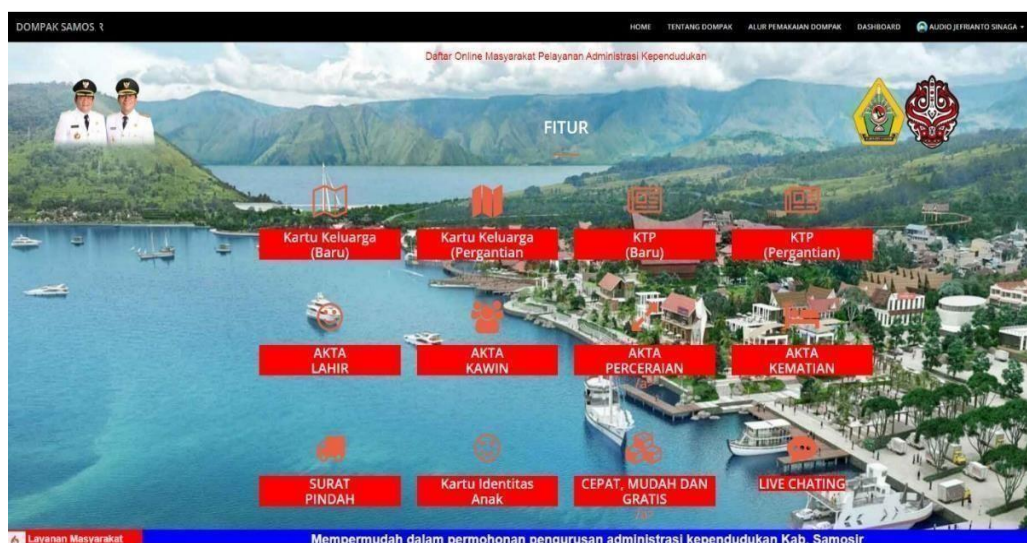 DOMPAK SAMOS R
HOME TENTANG DOMPAK ALUR PEMAKAIAN DOMPAK DASHBOARD AUDIO JEFRIANTO SINAGA
Daftar Online Masyarakat Pelayanan Administrasi Kependudukan
FITUR
Kartu Keluarga
(Baru)
Kartu Keluarga
(Pergantian
KTP
(Baru)
KTP
(Pergantian)
AKTA
LAHIR
AKTA
KAWIN
AKTA
PERCERAIAN
AKTA
KEMATIAN
SURAT
PINDAH
Kartu Identitas
Anak
CEPAT, MUDAH DAN
GRATIS
LIVE CHATING
Layanan Masyarakat
Mempermudah dalam permohonan pengurusan administrasi kependudukan Kab. Samosir